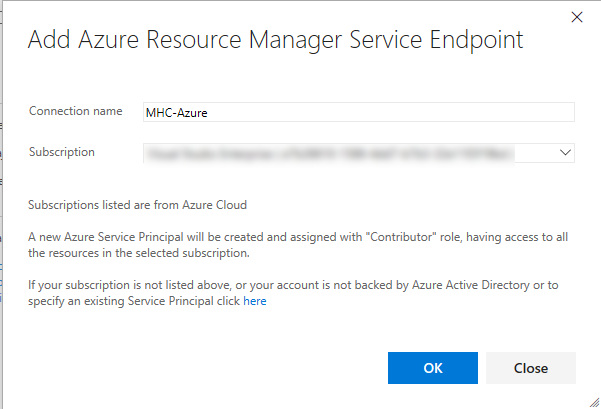 Add Azure Resource Manager Service Endpoint
Connection name MHC-Azure
Subscription
Subscriptions listed are from Azure Cloud
A new Azure Service Principal will be created and assigned with "Contributor" role, having access to all
the resources in the selected subscription.
If your subscription is not listed above, or your account is not backed by Azure Active Directory or to
specify an existing Service Principal click here
OK Close